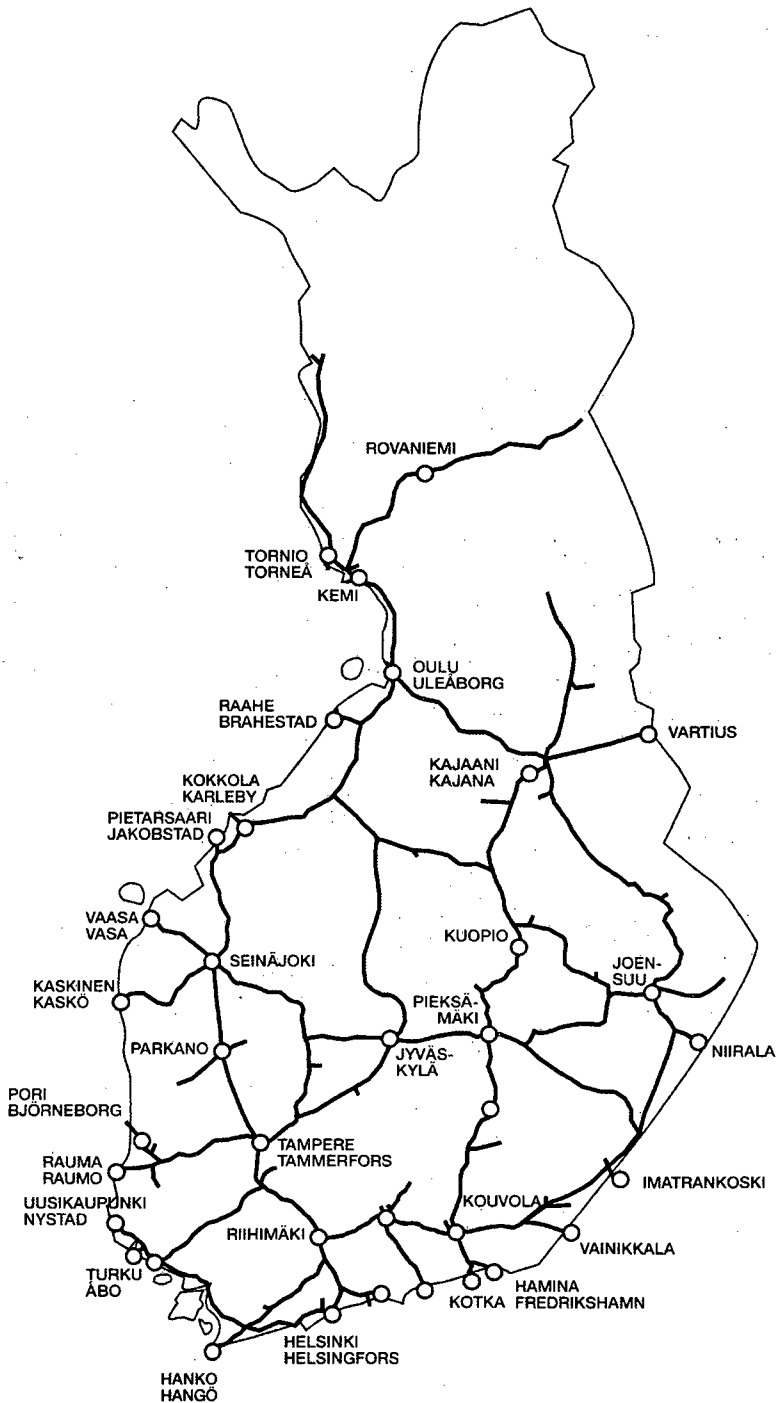 ROVANIEMI
TORNIO
TORNEÅ
KEMI
OULU
ULEÅBORG
RAAHE
BRAHESTAD
VARTIUS
KAJAANI
KAJANA
KOKKOLA
KARLEBY
PIETARSAARI
JAKOBSTAD
VAASA
VASA
KUOPIO
SEINÄJOKI
JOEN-
SUU
KASKINEN
KASKÖ
PIEKSÄ-
MÄKI
PARKANO
JYVÄS-
KYLÄ
NIIRALA
PORI
BJÖRNEBORG
TAMPERE
TAMMERFORS
RAUMA
RAUMO
IMATRANKOSKI
UUSIKAUPUNKI
NYSTAD
KOUVOLA
RIIHIMÄKI
VAINIKKALA
TURKU
ÅBO
HAMINA
FREDRIKSHAMN
KOTKA
HELSINKI
HELSINGFORS
HANKO
HANGÖ